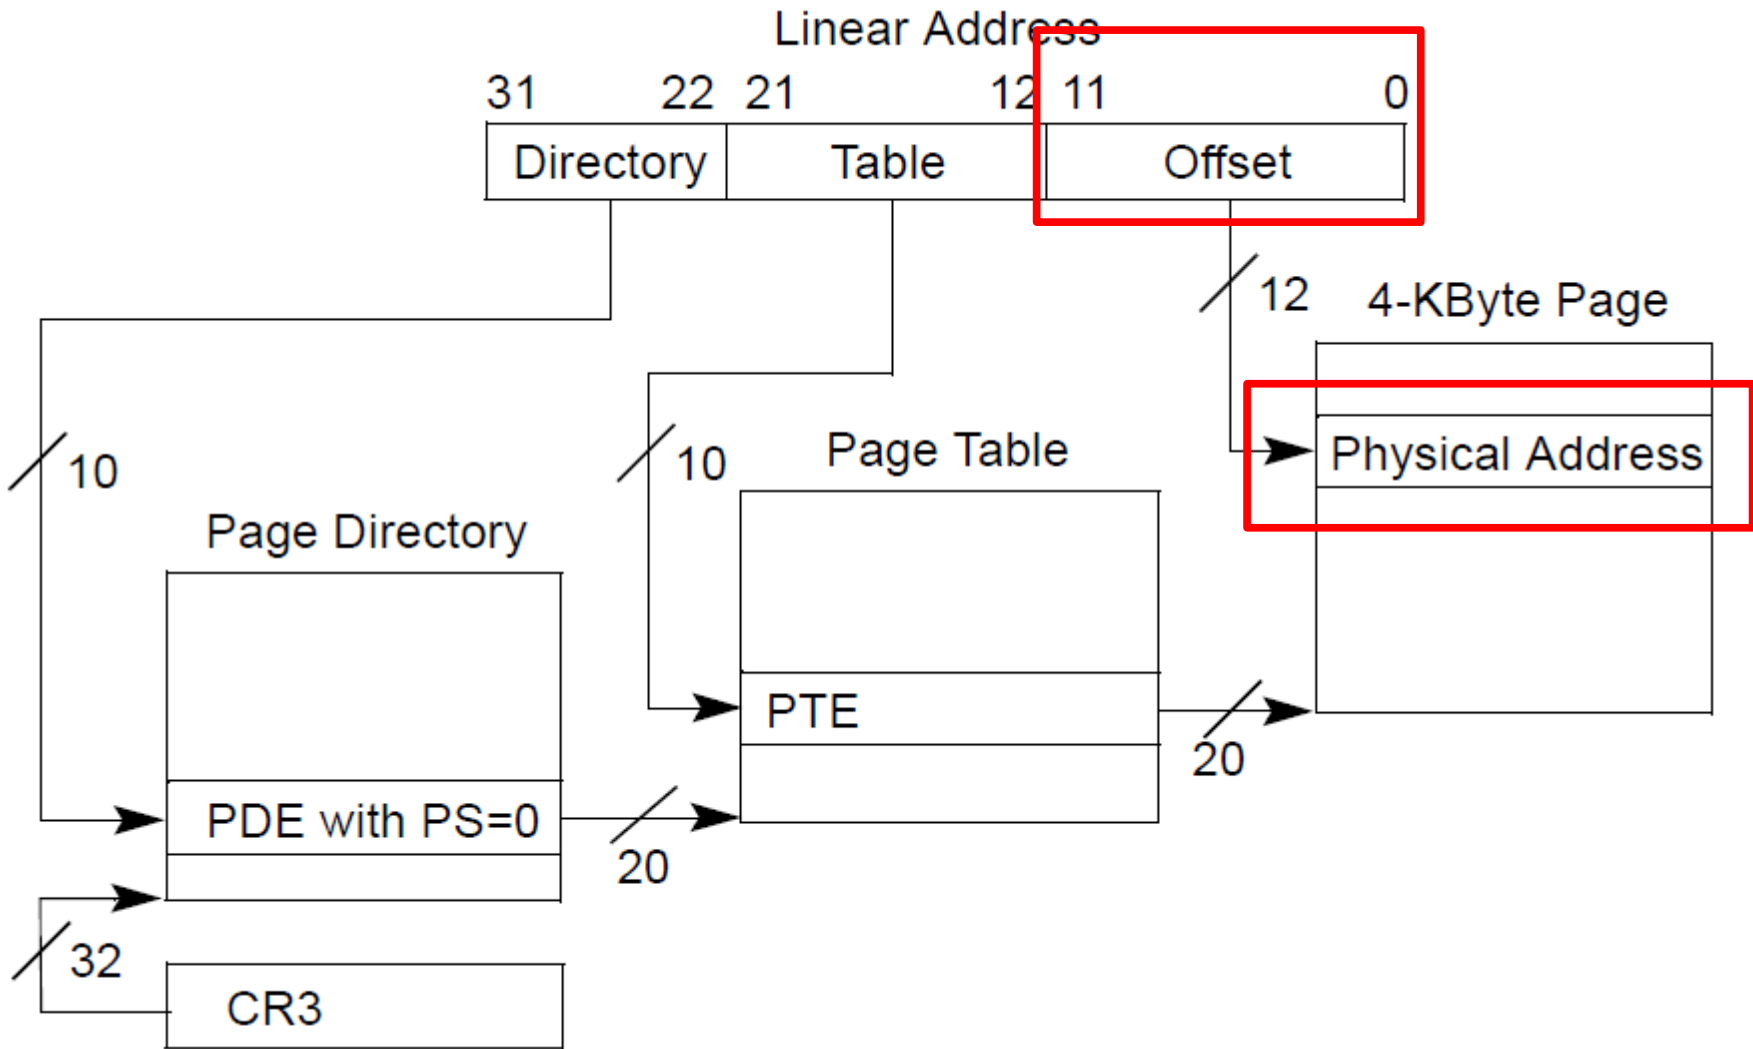 Linear Address
31 22 21 12 11 0
Directory Table Offset
12
4-KByte Page
Physical Address
10
10
Page Table
Page Directory
PTE
20
PDE with PS=0
20
32
CR3